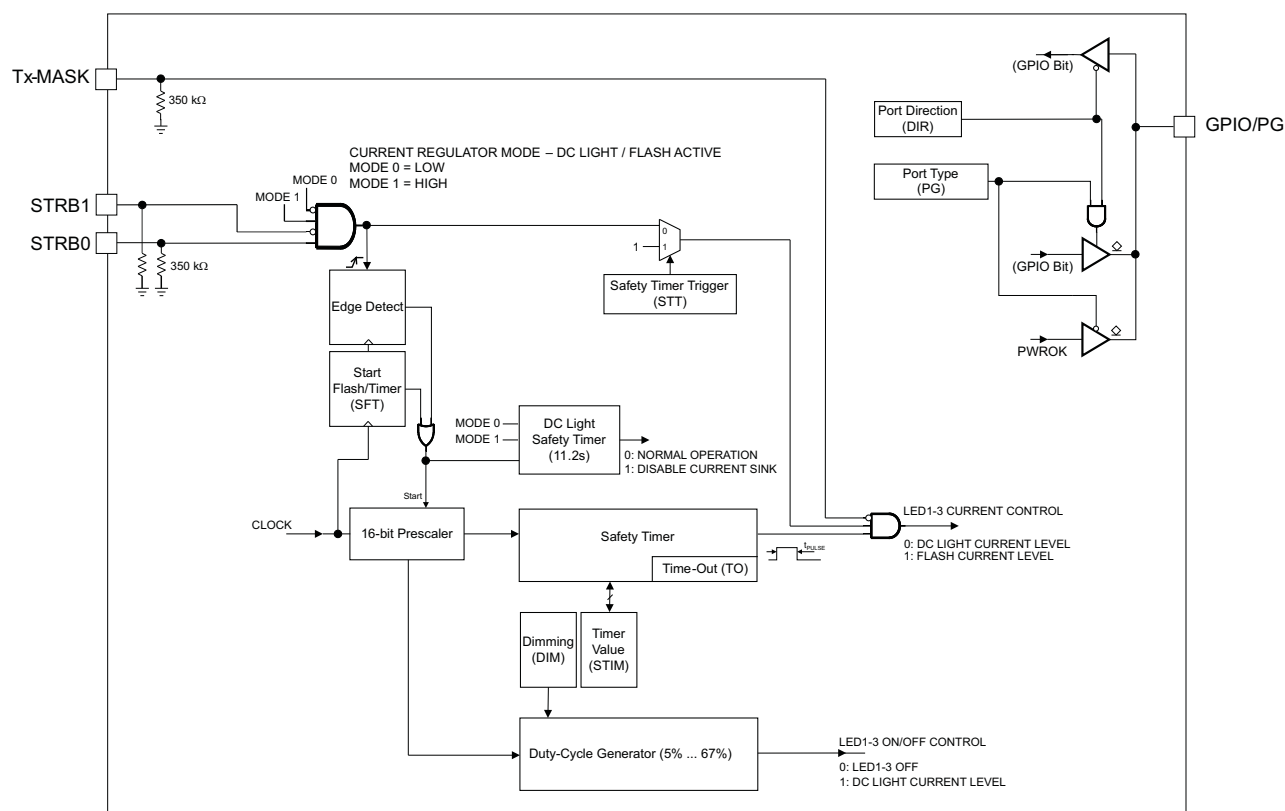 Tx-MASK
350 kΩ
(GPIO Bit)
Port Direction
(DIR)
GPIO/PG
Port Type
(PG)
CURRENT REGULATOR MODE – DC LIGHT / FLASH ACTIVE
MODE 0 = LOW
MODE 1 = HIGH
MODE 0
MODE 1
STRB1
STRB0
350 kΩ
0
1
1
Safety Timer Trigger
(STT)
(GPIO Bit)
PWROK
Edge Detect
Start
Flash/Timer
(SFT)
MODE 0
MODE 1
DC Light
Safety Timer
(11.2s)
0: NORMAL OPERATION
1: DISABLE CURRENT SINK
Start
CLOCK
16-bit Prescaler
Safety Timer
Time-Out (TO)
tPULSE
LED1-3 CURRENT CONTROL
0: DC LIGHT CURRENT LEVEL
1: FLASH CURRENT LEVEL
Dimming
(DIM)
Timer
Value
(STIM)
Duty-Cycle Generator (5% ... 67%)
LED1-3 ON/OFF CONTROL
0: LED1-3 OFF
1: DC LIGHT CURRENT LEVEL